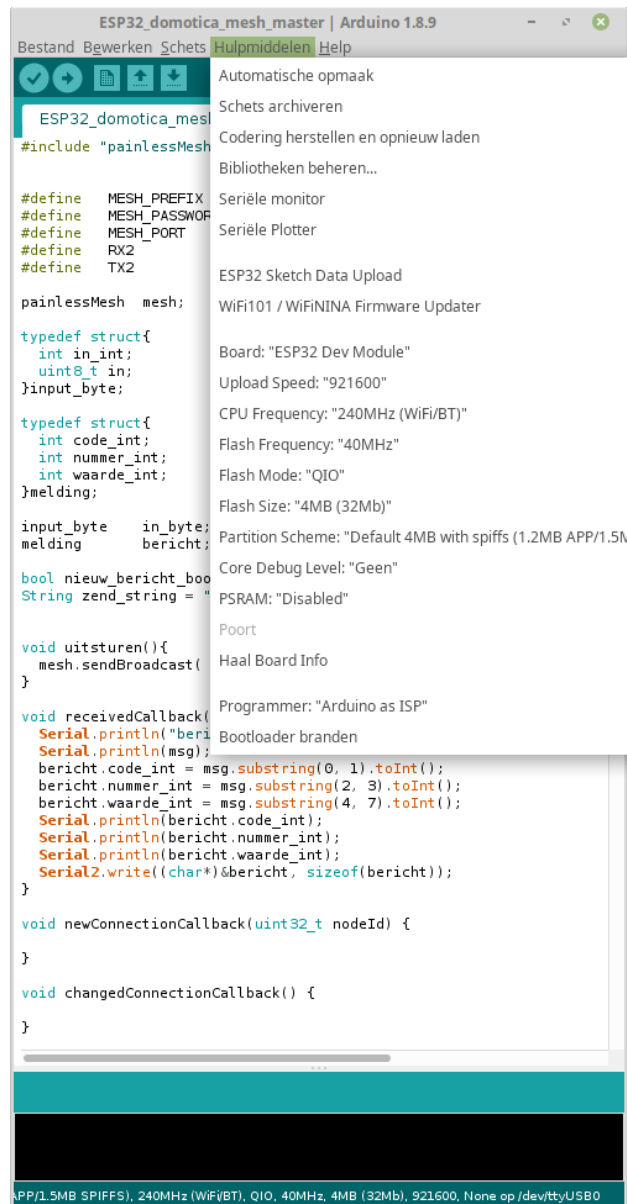 ESP32_domotica_mesh_master | Arduino 1.8.9
Bestand Bewerken Schets Hulpmiddelen Help
Automatische opmaak
Schets archiveren
Codering herstellen en opnieuw laden
Bibliotheken beheren...
Seriële monitor
Seriële Plotter
ESP32 Sketch Data Upload
WiFi101 / WiFiNINA Firmware Updater
Board: "ESP32 Dev Module"
Upload Speed: "921600"
CPU Frequency: "240MHz (WiFi/BT)"
Flash Frequency: "40MHz"
Flash Mode: "QIO"
Flash Size: "4MB (32Mb)"
Partition Scheme: "Default 4MB with spiffs (1.2MB APP/1.5M
Core Debug Level: "Geen"
PSRAM: "Disabled"
Poort
Haal Board Info
Programmer: "Arduino as ISP"
Bootloader branden
ESP32_domotica_mesl
#include "painlessMesh
#define MESH_PREFIX
#define MESH_PASSWOR
#define MESH_PORT
#define RX2
#define TX2
painlessMesh mesh;
typedef struct{
int in_int;
uint8_t in;
}input_byte;
typedef struct{
int code_int;
int nummer_int;
int waarde_int;
}melding;
input_byte in_byte;
melding bericht;
bool nieuw_bericht_boo
String zend_string = "
void uitsturen(){
mesh.sendBroadcast(
}
void receivedCallback(
Serial.println("beri
Serial.println(msg);
bericht.code_int = msg.substring(0, 1).toInt();
bericht.nummer_int = msg.substring(2, 3).toInt();
bericht.waarde_int = msg.substring(4, 7).toInt();
Serial.println(bericht.code_int);
Serial.println(bericht.nummer_int);
Serial.println(bericht.waarde_int);
Serial2.write((char*)&bericht, sizeof(bericht));
}
void newConnectionCallback(uint32_t nodeId) {
}
void changedConnectionCallback() {
}
APP/1.5MB SPIFFS), 240MHz (WiFi/BT), QIO, 40MHz, 4MB (32Mb), 921600, None op /dev/ttyUSB0